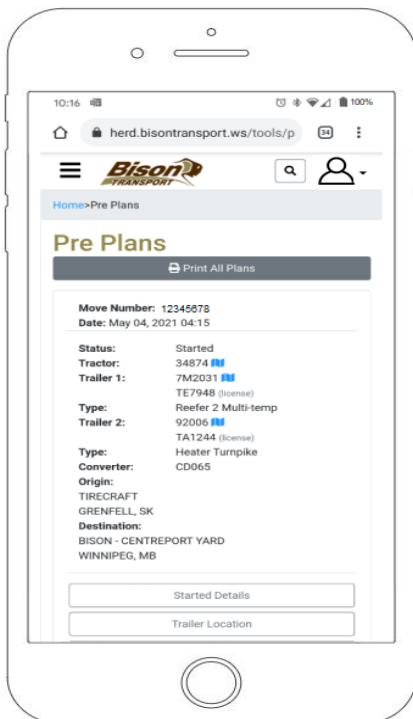 10:16
100%
herd.bisontransport.ws/tools/p
34
Bison
TRANSPORT
Home>Pre Plans
Pre Plans
Print All Plans
Move Number: 12345678
Date: May 04, 2021 04:15
Status: Started
Tractor: 34874
Trailer 1: 7M2031
TE7948 (license)
Type: Reefer 2 Multi-temp
Trailer 2: 92006
TA1244 (license)
Type: Heater Turnpike
Converter: CD065
Origin:
TIRECRAFT
GRENFELL, SK
Destination:
BISON - CENTREPORT YARD
WINNIPEG, MB
Started Details
Trailer Location